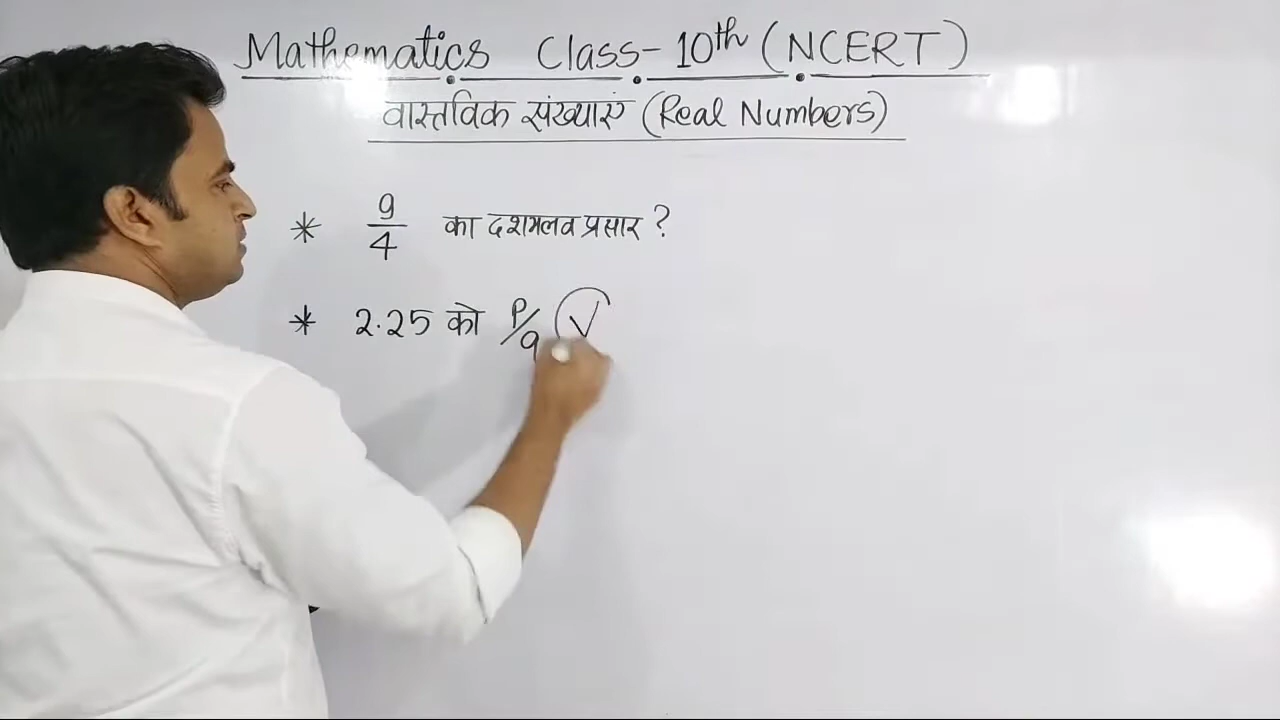 Mathematics Class-10th (NCERT)
वास्तविक संख्याएं (Real Numbers)
* 9/4 का दशमलव प्रसार ?
* 2.25 को P/q ✓